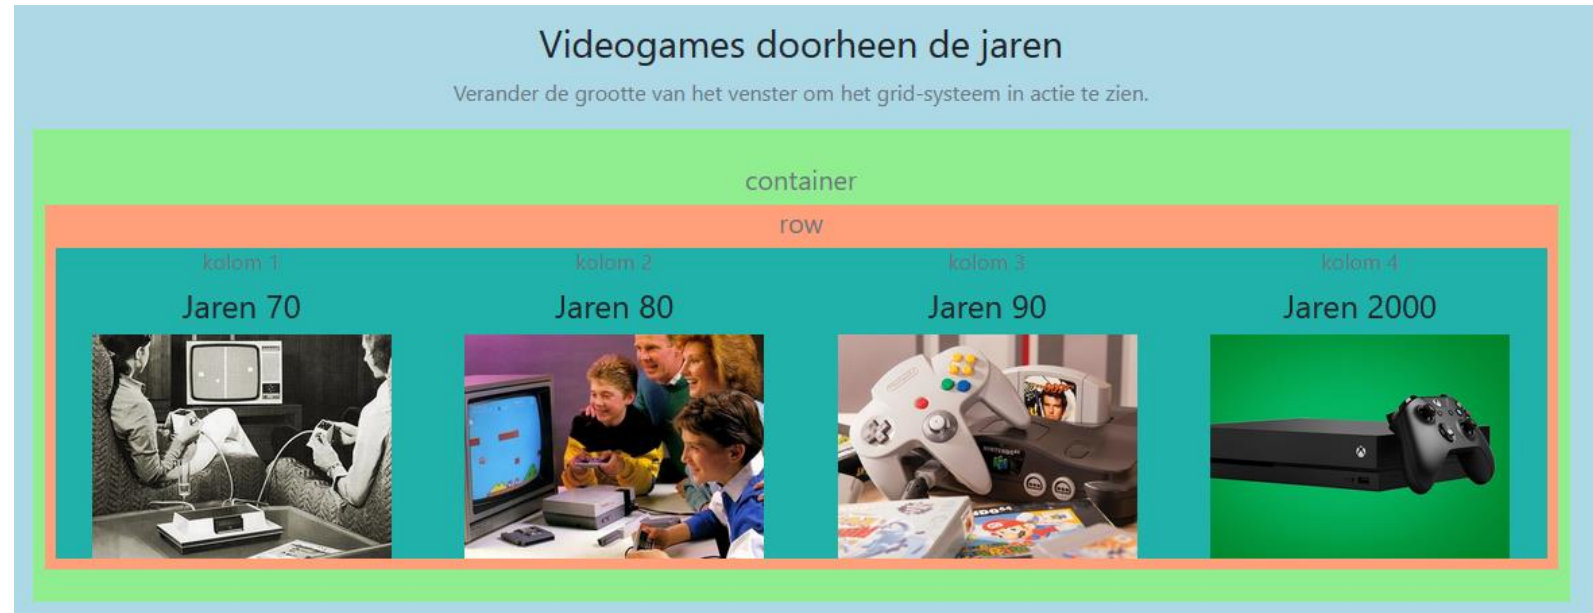 Videogames doorheen de jaren
Verander de grootte van het venster om het grid-systeem in actie te zien.
container
row
kolom 1
kolom 2
kolom 3
kolom 4
Jaren 70
Jaren 80
Jaren 90
Jaren 2000